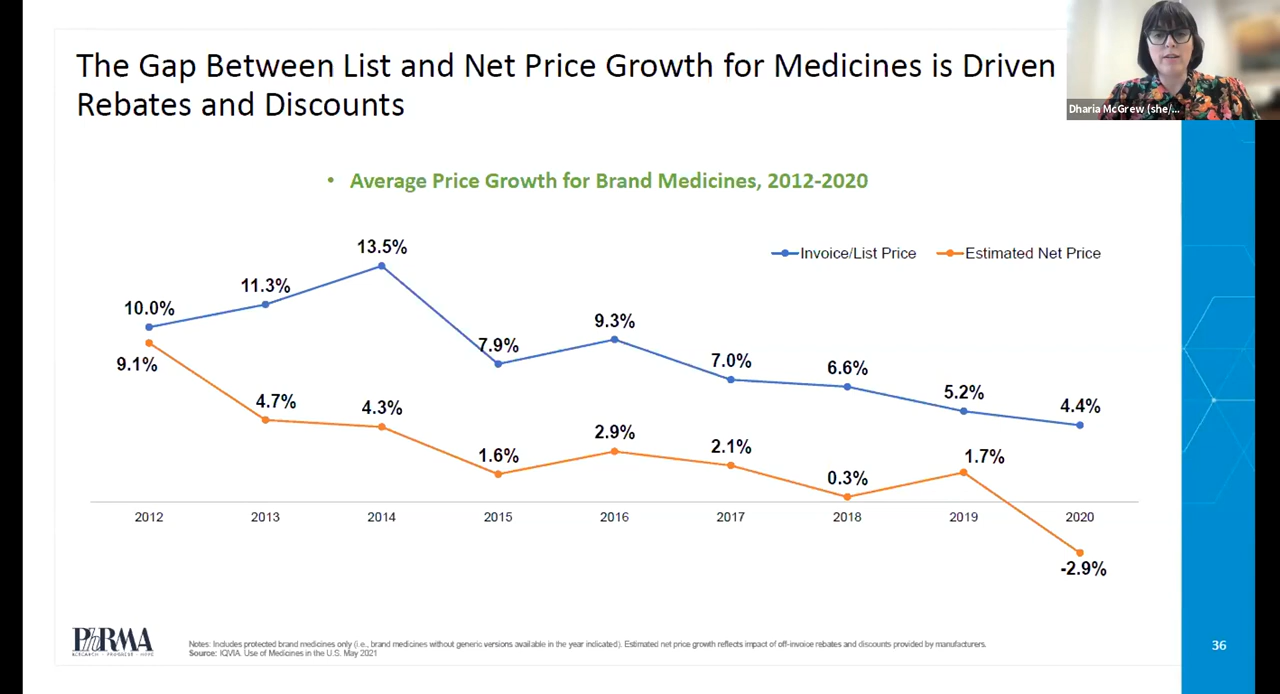 The Gap Between List and Net Price Growth for Medicines is Driven
Rebates and Discounts
Dharia McGrew (she/...
• Average Price Growth for Brand Medicines, 2012-2020
Invoice/List Price
Estimated Net Price
13.5%
11.3%
10.0%
9.3%
7.9%
7.0%
6.6%
5.2%
4.4%
9.1%
4.7%
4.3%
1.6%
2.9%
2.1%
0.3%
1.7%
-2.9%
2012 2013 2014 2015 2016 2017 2018 2019 2020
PhRMA
RESEARCH · PROGRESS · HOPE
Notes: Includes protected brand medicines only (i.e., brand medicines without generic versions available in the year indicated). Estimated net price growth reflects impact of off-invoice rebates and discounts provided by manufacturers.
Source: IQVIA. Use of Medicines in the U.S. May 2021
36